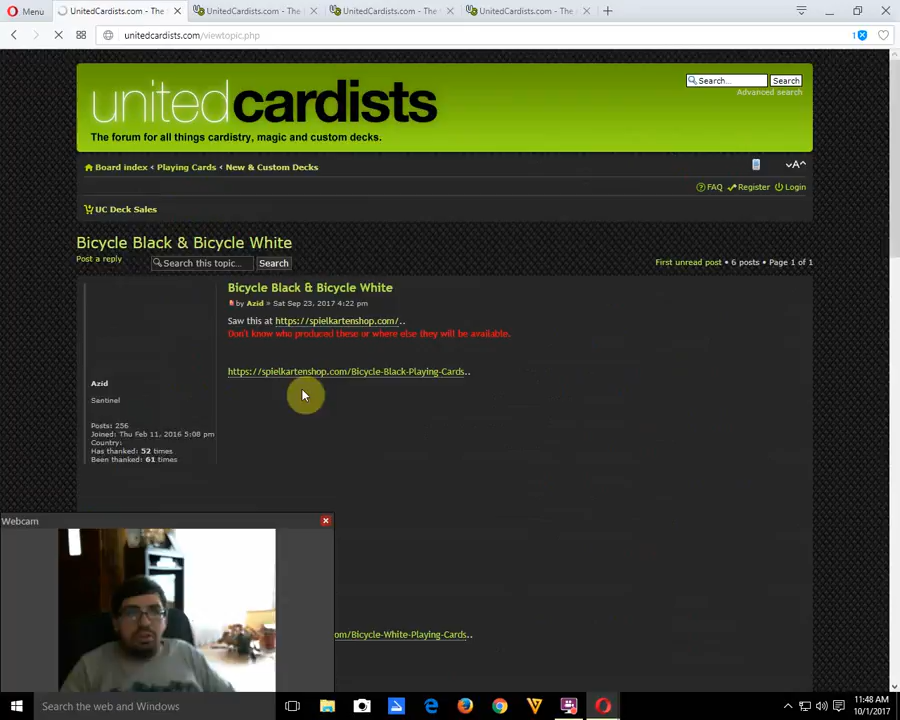 Menu
UnitedCardists.com - The
UnitedCardists.com - The
UnitedCardists.com - The
UnitedCardists.com - The
unitedcardists.com/viewtopic.php
1
unitedcardists
The forum for all things cardistry, magic and custom decks.
Search... Search
Advanced search
Board index ‹ Playing Cards ‹ New & Custom Decks
A
FAQ Register Login
UC Deck Sales
Bicycle Black & Bicycle White
Post a reply Search this topic... Search
First unread post • 6 posts • Page 1 of 1
Bicycle Black & Bicycle White
by Azid » Sat Sep 23, 2017 4:22 pm
Saw this at https://spielkartenshop.com/..
Don't know who produced these or where else they will be available.
https://spielkartenshop.com/Bicycle-Black-Playing-Cards..
Azid
Sentinel
Posts: 256
Joined: Thu Feb 11, 2016 5:08 pm
Country:
Has thanked: 52 times
Been thanked: 61 times
Webcam
om/Bicycle-White-Playing-Cards..
Search the web and Windows
11:48 AM
10/1/2017